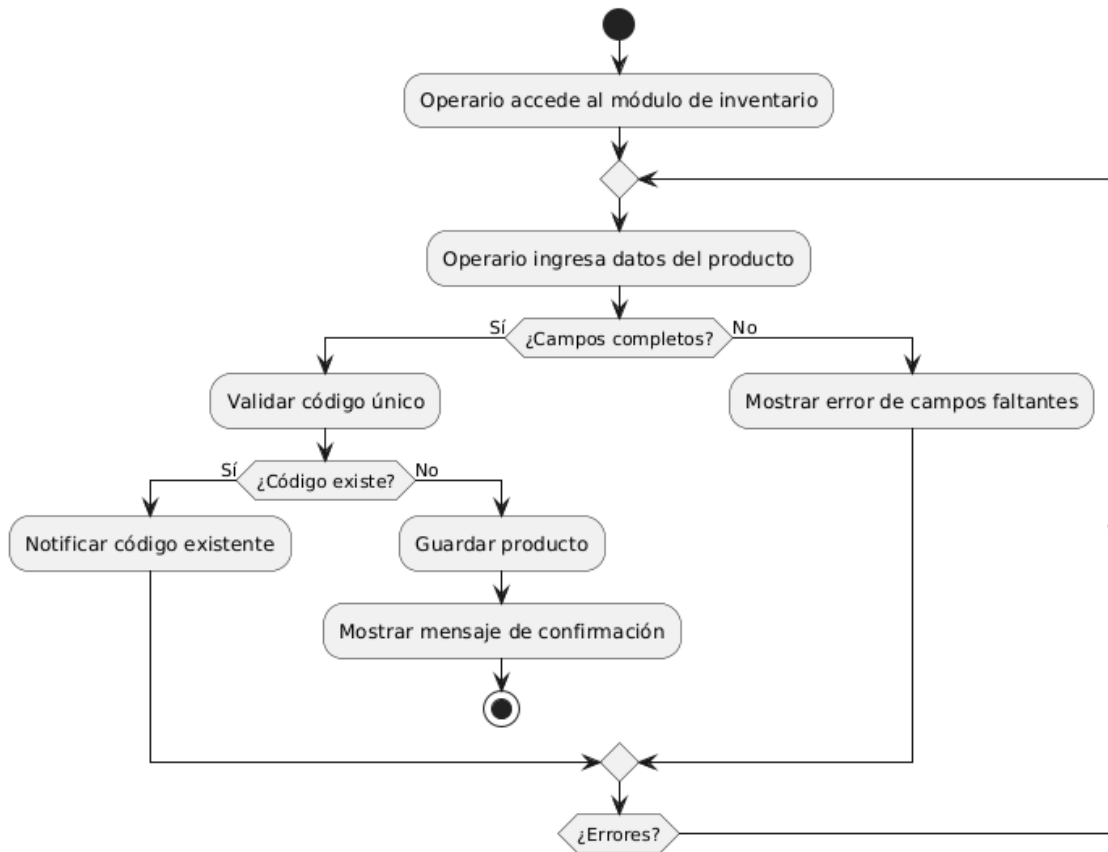 Operario accede al módulo de inventario
Operario ingresa datos del producto
Sí
¿Campos completos?
No
Validar código único
Mostrar error de campos faltantes
Sí
¿Código existe?
No
Notificar código existente
Guardar producto
Mostrar mensaje de confirmación
¿Errores?